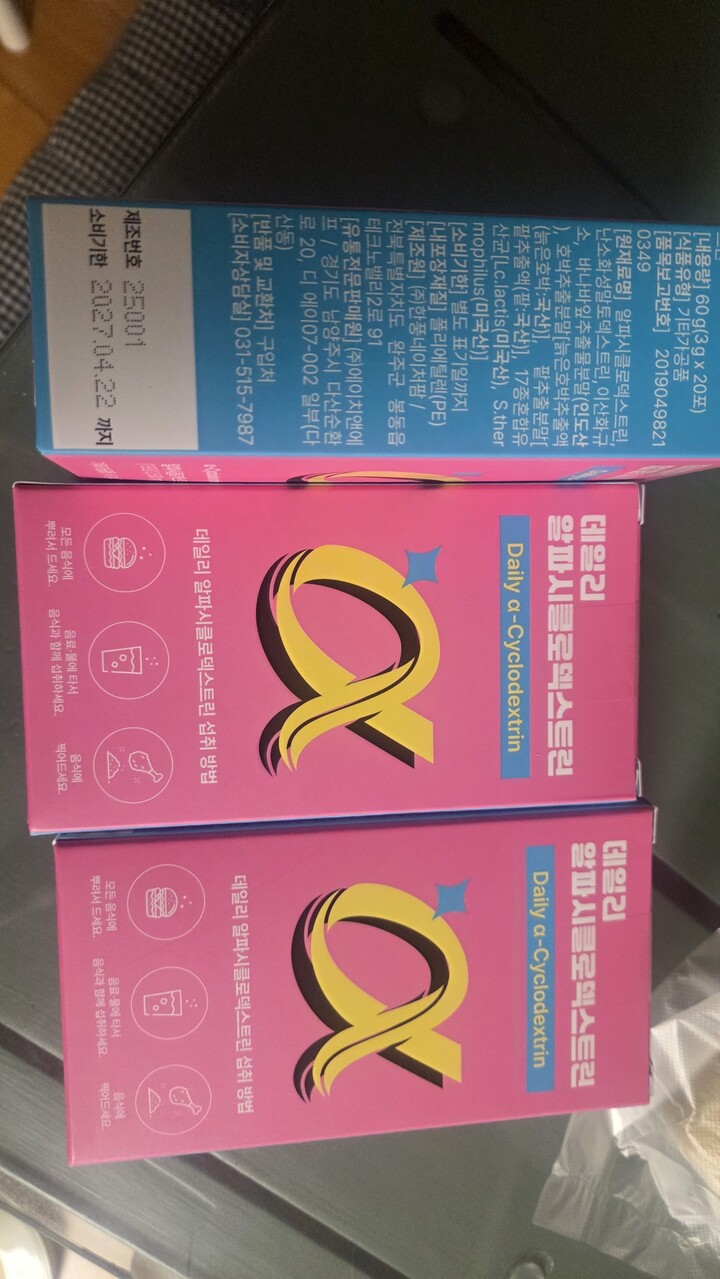 [내용량] 60g(3g x 20포)
[식품유형] 기타가공품
[품목보고번호] 2019049821
0349
[원재료명] 알파시클로덱스트린,
난소화성말토덱스트린, 이산화규
소, 바나바잎추출물분말(인도산
), 호박추출분말[늙은호박추출액
(늙은호박:국산)], 팥추출분말[
팥추출액(팥:국산)], 17종혼합유
산균[Lc.lactis(미국산), S.ther
mophilus(미국산)]
[소비기한] 별도 표기일까지
[내포장재질] 폴리에틸렌(PE)
[제조원] (주)한풍네이처팜 /
전북특별자치도 완주군 봉동읍
테크노밸리2로 91
[유통전문판매원] (주)에이치앤에
프 / 경기도 남양주시 다산순환
로 20, 디 에이07-002 일부(다
산동)
[반품 및 교환처] 구입처
[소비자상담실] 031-515-7987
제조번호 25001
소비기한 2027.04.22 까지
데일리
알파시클로덱스트린
Daily α-Cyclodextrin
α
데일리 알파시클로덱스트린 섭취 방법
모든 음식에
뿌려서 드세요.
음료·물에 타서
음식과 함께 섭취하세요.
음식에
찍어드세요.
데일리
알파시클로덱스트린
Daily α-Cyclodextrin
α
데일리 알파시클로덱스트린 섭취 방법
모든 음식에
뿌려서 드세요.
음료·물에 타서
음식과 함께 섭취하세요.
음식에
찍어드세요.